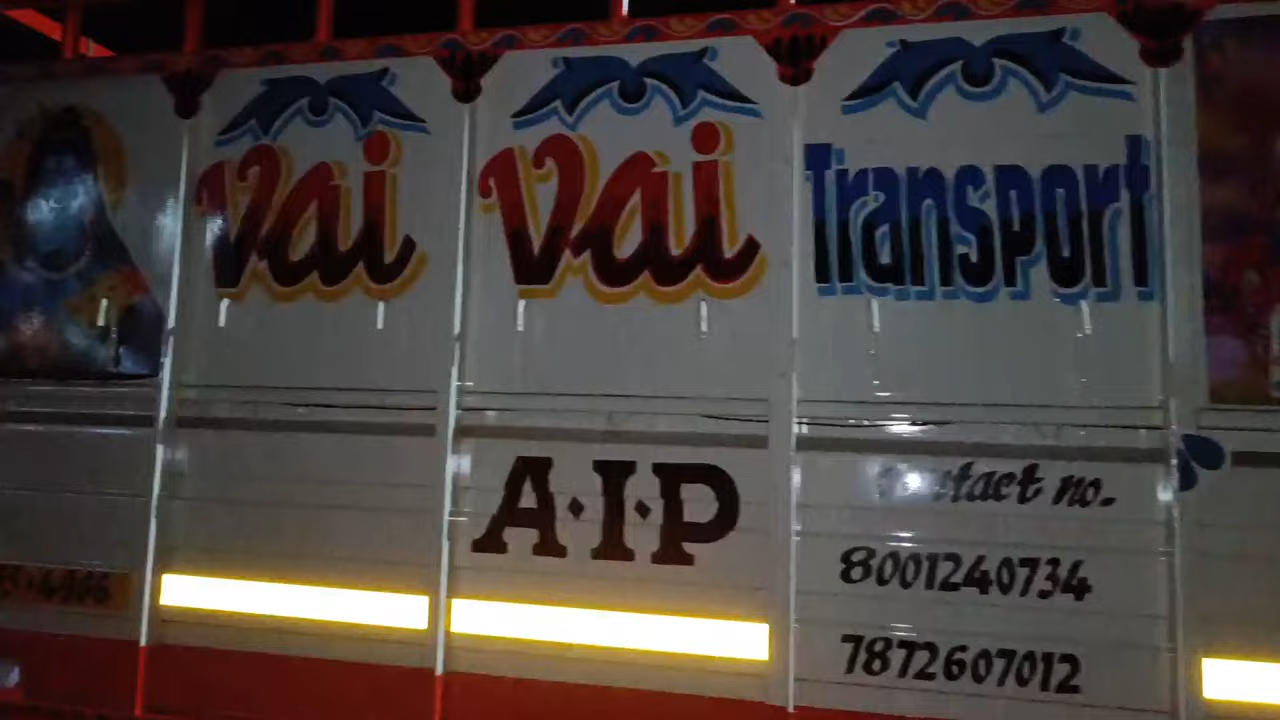 Vai Vai Transport
A·I·P
Contact no.
8001240734
7872607012